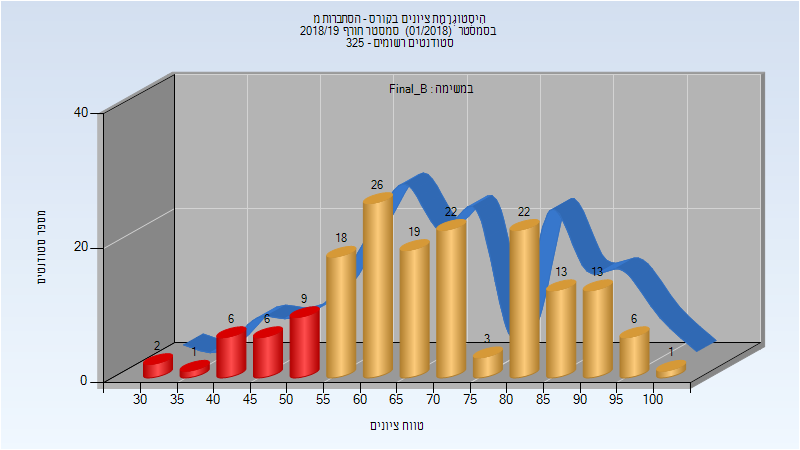 היסטוגרמת ציונים בקורס - הסתברות מ
בסמסטר (01/2018) סמסטר חורף 2018/19
סטודנטים רשומים - 325
במשימה : Final_B
מספר סטודנטים
40
20
0
2
1
6
6
9
18
26
19
22
3
22
13
13
6
1
30 35 40 45 50 55 60 65 70 75 80 85 90 95 100
טווח ציונים